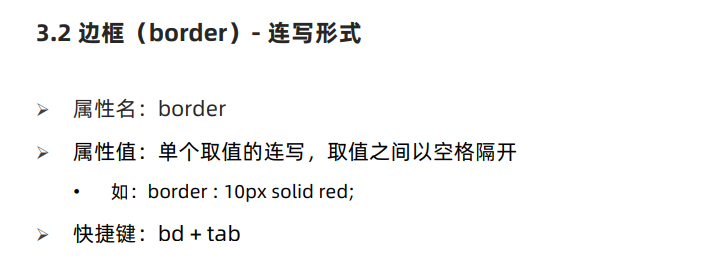 3.2 边框（border）- 连写形式
➢ 属性名：border
➢ 属性值：单个取值的连写，取值之间以空格隔开
• 如：border : 10px solid red;
➢ 快捷键：bd + tab